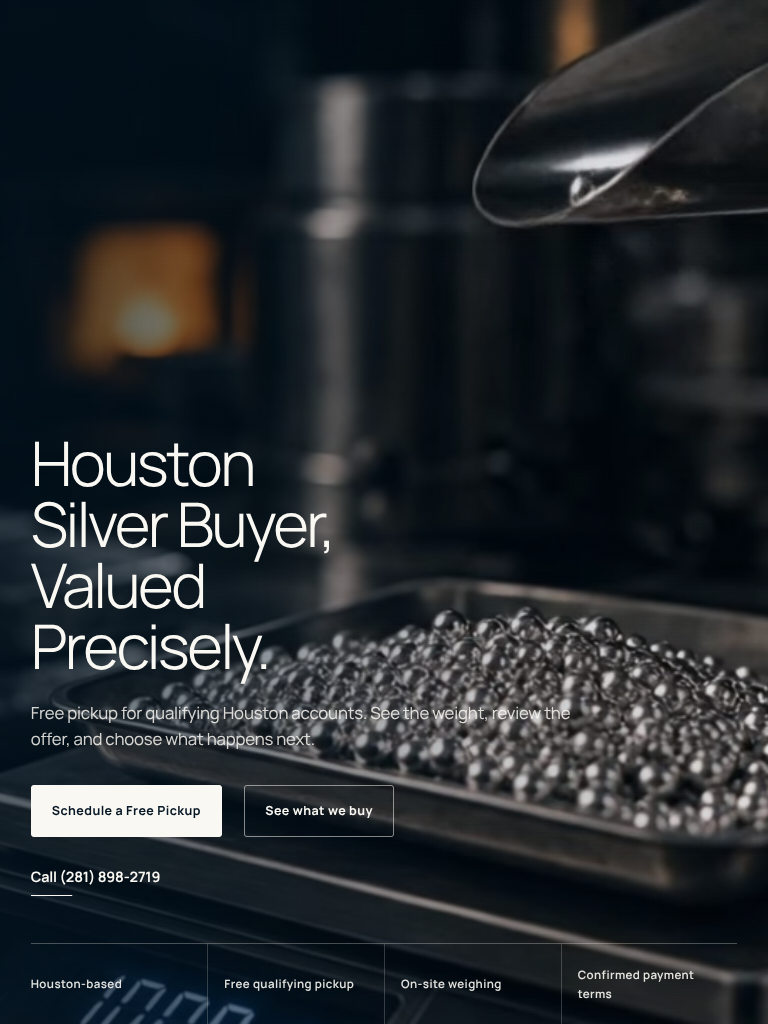 Houston
Silver Buyer,
Valued
Precisely.
Free pickup for qualifying Houston accounts. See the weight, review the
offer, and choose what happens next.
Schedule a Free Pickup
See what we buy
Call (281) 898-2719
Houston-based
Free qualifying pickup
On-site weighing
Confirmed payment
terms